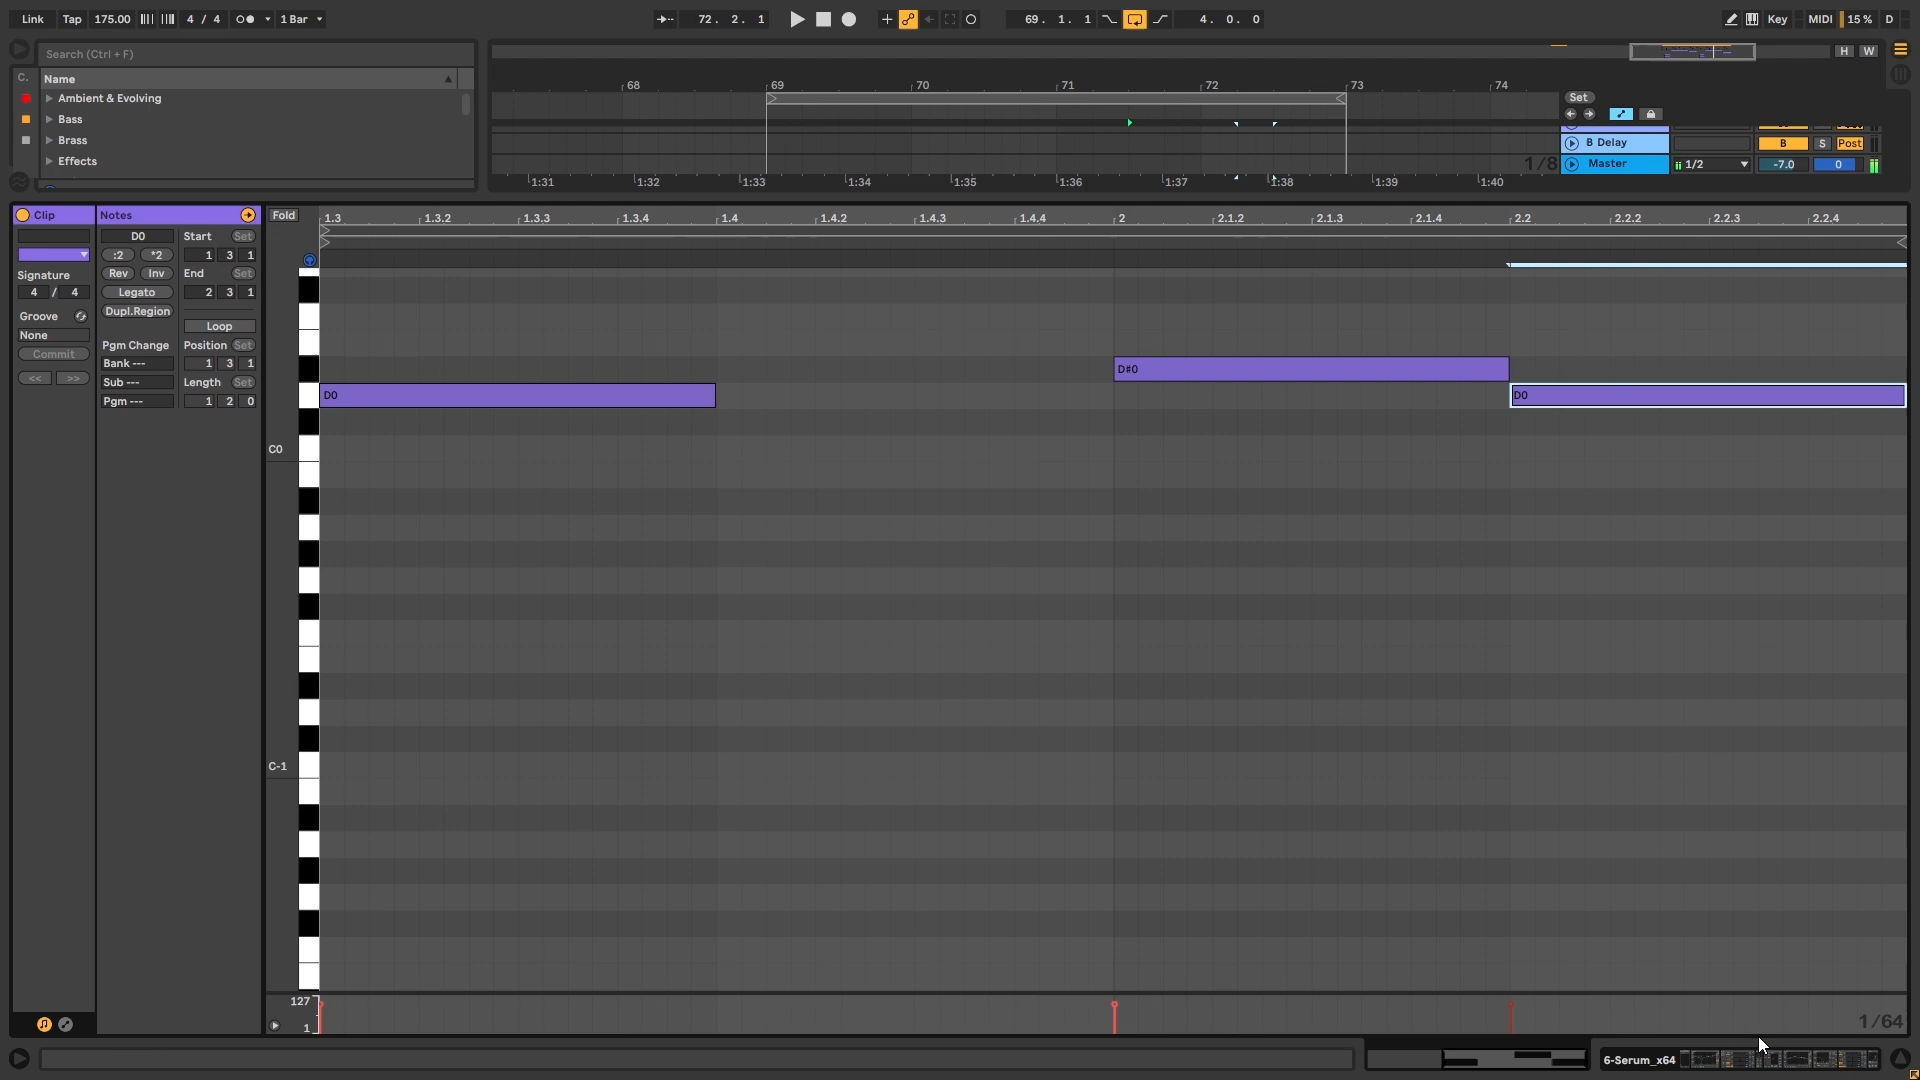 Link Tap 175.00 4 / 4 1 Bar 72. 2. 1 69. 1. 1 4. 0. 0 Key MIDI 15 % D
Search (Ctrl + F)
H W
C. Name
68 69 70 71 72 73 74
Set
Ambient & Evolving
Bass
Brass
Effects
B Delay B S Post
1/8 Master 1/2 -7.0 0
1:31 1:32 1:33 1:34 1:35 1:36 1:37 1:38 1:39 1:40
Clip Notes Fold 1.3 1.3.2 1.3.3 1.3.4 1.4 1.4.2 1.4.3 1.4.4 2 2.1.2 2.1.3 2.1.4 2.2 2.2.2 2.2.3 2.2.4
D0 Start Set
:2 *2 1 3 1
Signature Rev Inv End Set
4 / 4 Legato 2 3 1
Groove Dupl.Region
None Loop
Commit Pgm Change Position Set
Bank --- 1 3 1
<< >> Sub --- Length Set
Pgm --- 1 2 0
D#0
D0 D0
C0
C-1
127
1
1/64
6-Serum_x64